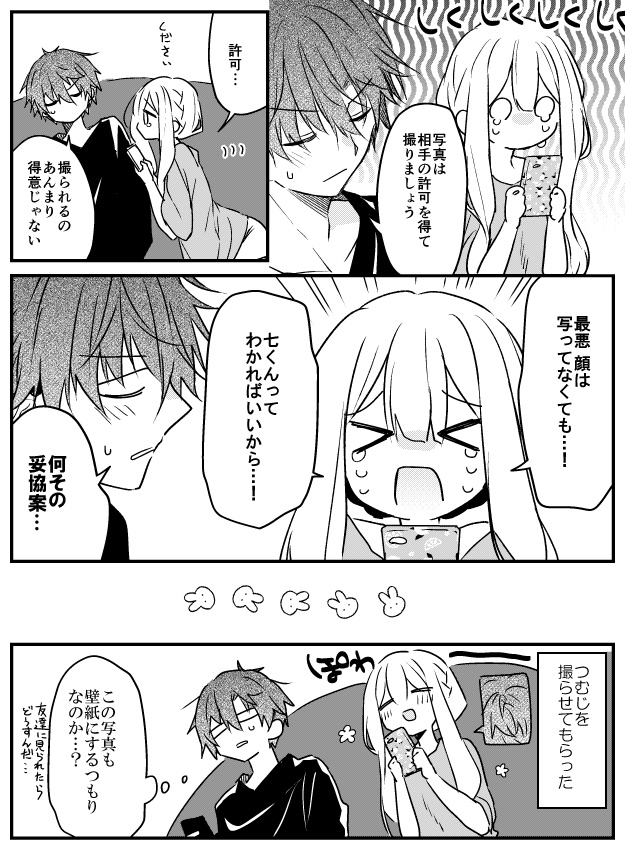 しくしくしくしく
写真は
相手の許可を得て
撮りましょう
許可…
ください
撮られるの
あんまり
得意じゃない
最悪 顔は
写ってなくても…!
七くんって
わかればいいから…!
何その
妥協案…
つむじを
撮らせてもらった
ぽわ
この写真も
壁紙にするつもり
なのか…?
友達に見られたら
どうすんだ…